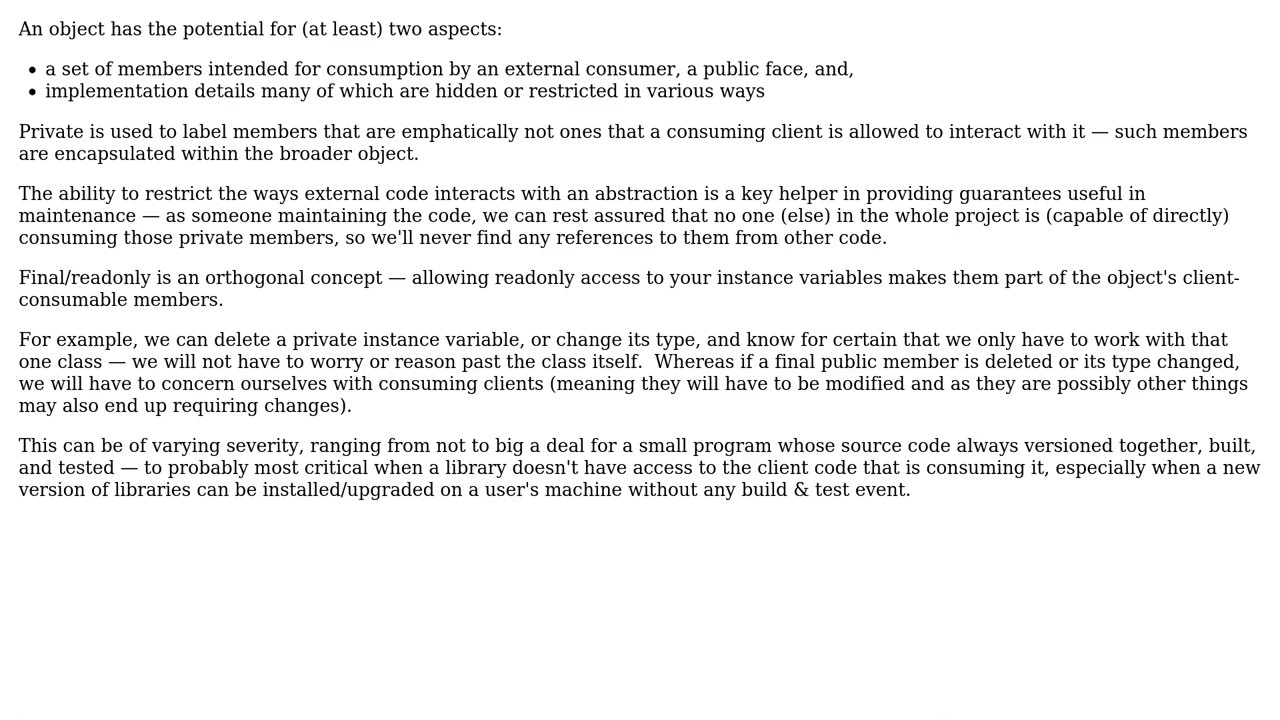 An object has the potential for (at least) two aspects:
• a set of members intended for consumption by an external consumer, a public face, and,
• implementation details many of which are hidden or restricted in various ways
Private is used to label members that are emphatically not ones that a consuming client is allowed to interact with it — such members
are encapsulated within the broader object.
The ability to restrict the ways external code interacts with an abstraction is a key helper in providing guarantees useful in
maintenance — as someone maintaining the code, we can rest assured that no one (else) in the whole project is (capable of directly)
consuming those private members, so we'll never find any references to them from other code.
Final/readonly is an orthogonal concept — allowing readonly access to your instance variables makes them part of the object's client-
consumable members.
For example, we can delete a private instance variable, or change its type, and know for certain that we only have to work with that
one class — we will not have to worry or reason past the class itself.  Whereas if a final public member is deleted or its type changed,
we will have to concern ourselves with consuming clients (meaning they will have to be modified and as they are possibly other things
may also end up requiring changes).
This can be of varying severity, ranging from not to big a deal for a small program whose source code always versioned together, built,
and tested — to probably most critical when a library doesn't have access to the client code that is consuming it, especially when a new
version of libraries can be installed/upgraded on a user's machine without any build & test event.